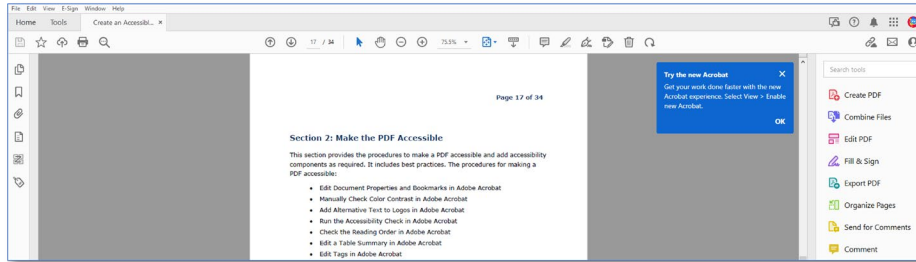 File Edit View E-Sign Window Help
Home Tools Create an Accessibl... ×
17 / 34 75.5%
Try the new Acrobat
Get your work done faster with the new
Acrobat experience. Select View > Enable
new Acrobat.
OK
Page 17 of 34
Section 2: Make the PDF Accessible
This section provides the procedures to make a PDF accessible and add accessibility
components as required. It includes best practices. The procedures for making a
PDF accessible:
• Edit Document Properties and Bookmarks in Adobe Acrobat
• Manually Check Color Contrast in Adobe Acrobat
• Add Alternative Text to Logos in Adobe Acrobat
• Run the Accessibility Check in Adobe Acrobat
• Check the Reading Order in Adobe Acrobat
• Edit a Table Summary in Adobe Acrobat
• Edit Tags in Adobe Acrobat
Search tools
Create PDF
Combine Files
Edit PDF
Fill & Sign
Export PDF
Organize Pages
Send for Comments
Comment